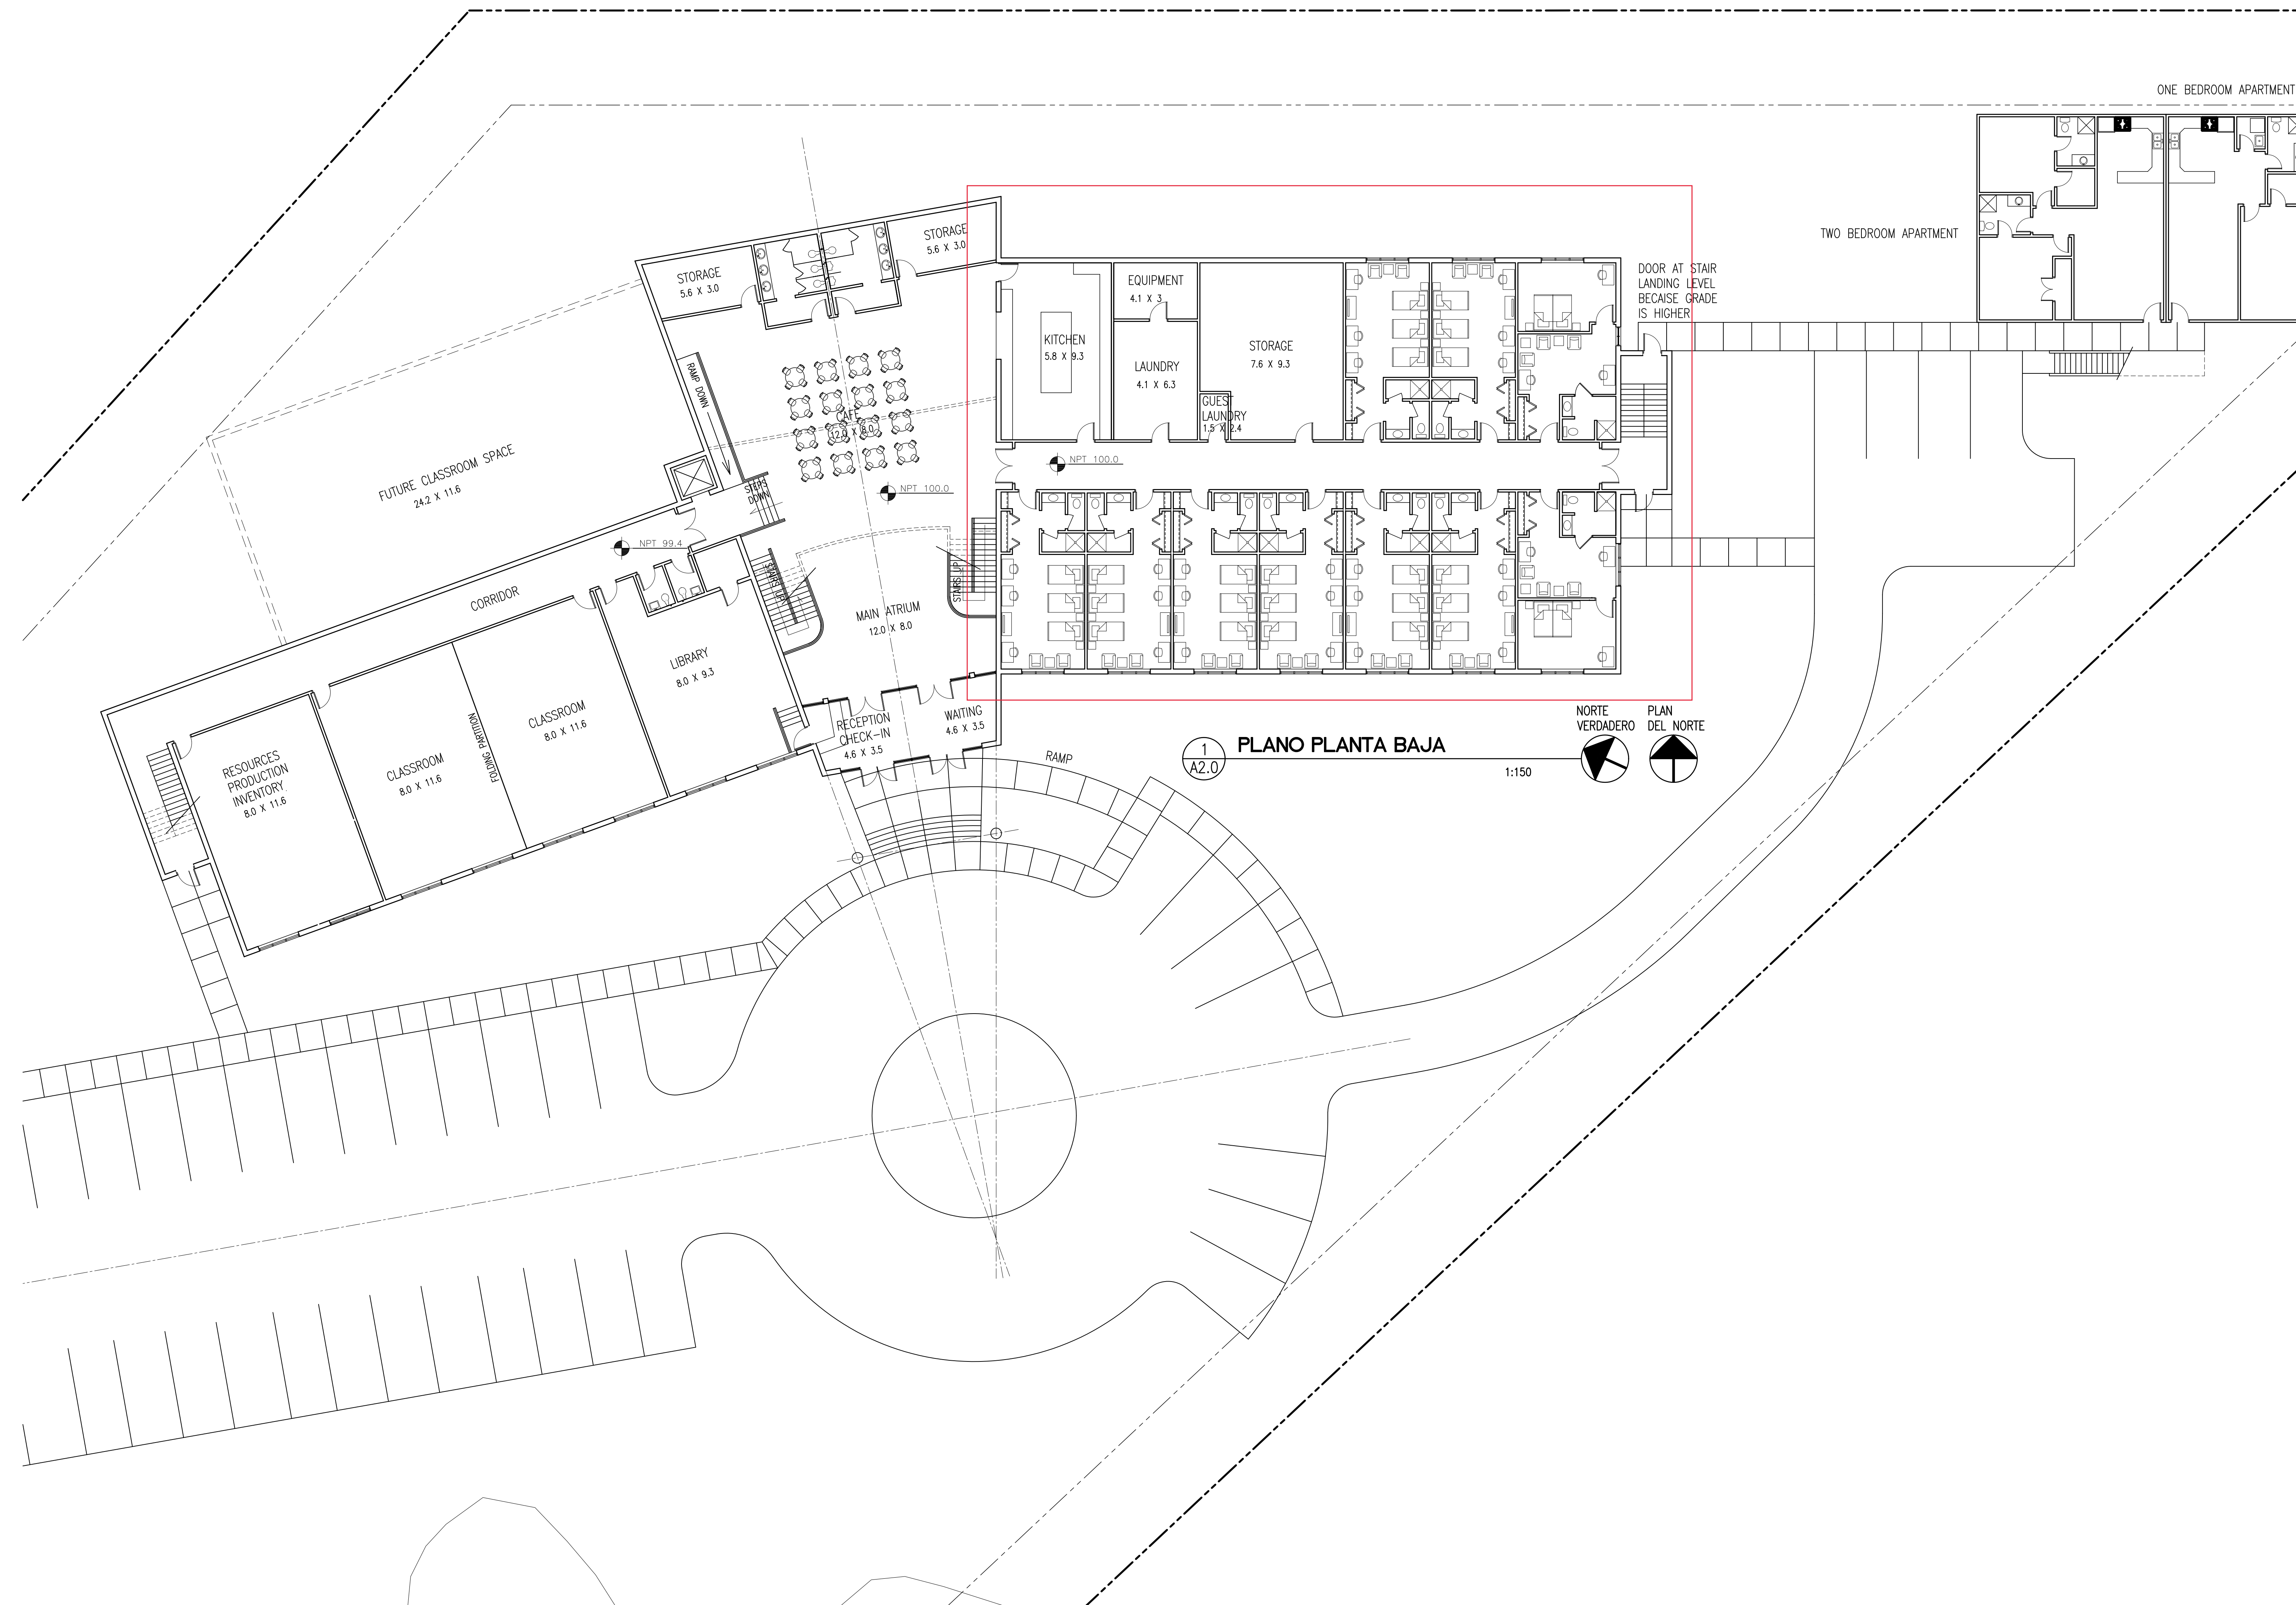 ONE BEDROOM APARTMENT
TWO BEDROOM APARTMENT
DOOR AT STAIR
LANDING LEVEL
BECAISE GRADE
IS HIGHER
STORAGE
5.6 X 3.0
STORAGE
5.6 X 3.0
KITCHEN
5.8 X 9.3
EQUIPMENT
4.1 X 3
LAUNDRY
4.1 X 6.3
STORAGE
7.6 X 9.3
GUEST
LAUNDRY
1.5 X 2.4
RAMP DOWN
CAFE
12.0 X 8.0
NPT 100.0
NPT 100.0
STEPS
DOWN
FUTURE CLASSROOM SPACE
24.2 X 11.6
NPT 99.4
CORRIDOR
STAIRS UP
STAIRS UP
MAIN ATRIUM
12.0 X 8.0
LIBRARY
8.0 X 9.3
CLASSROOM
8.0 X 11.6
FOLDING PARTITION
CLASSROOM
8.0 X 11.6
RESOURCES
PRODUCTION
INVENTORY
8.0 X 11.6
RECEPTION
CHECK-IN
4.6 X 3.5
WAITING
4.6 X 3.5
RAMP
1
A2.0
PLANO PLANTA BAJA
1:150
NORTE
VERDADERO
PLAN
DEL NORTE